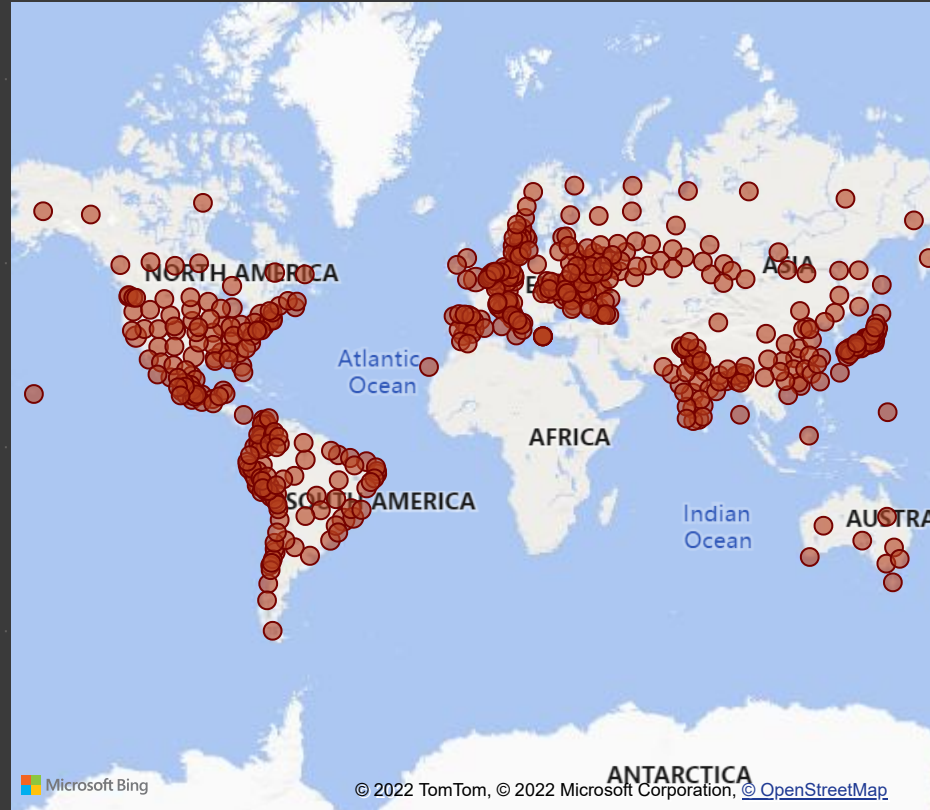 NORTH AMERICA
ASIA
E
Atlantic
Ocean
AFRICA
SOUTH AMERICA
Indian
Ocean
AUSTRA
ANTARCTICA
Microsoft Bing
© 2022 TomTom, © 2022 Microsoft Corporation, © OpenStreetMap